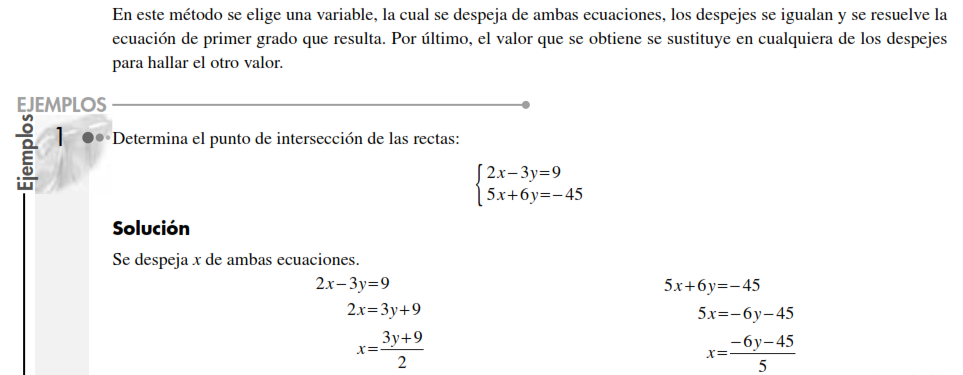 En este método se elige una variable, la cual se despeja de ambas ecuaciones, los despejes se igualan y se resuelve la
ecuación de primer grado que resulta. Por último, el valor que se obtiene se sustituye en cualquiera de los despejes
para hallar el otro valor.
EJEMPLOS
Ejemplos
1 Determina el punto de intersección de las rectas:
2x-3y=9
5x+6y=-45
Solución
Se despeja x de ambas ecuaciones.
2x-3y=9
2x=3y+9
x=\frac{3y+9}{2}
5x+6y=-45
5x=-6y-45
x=\frac{-6y-45}{5}